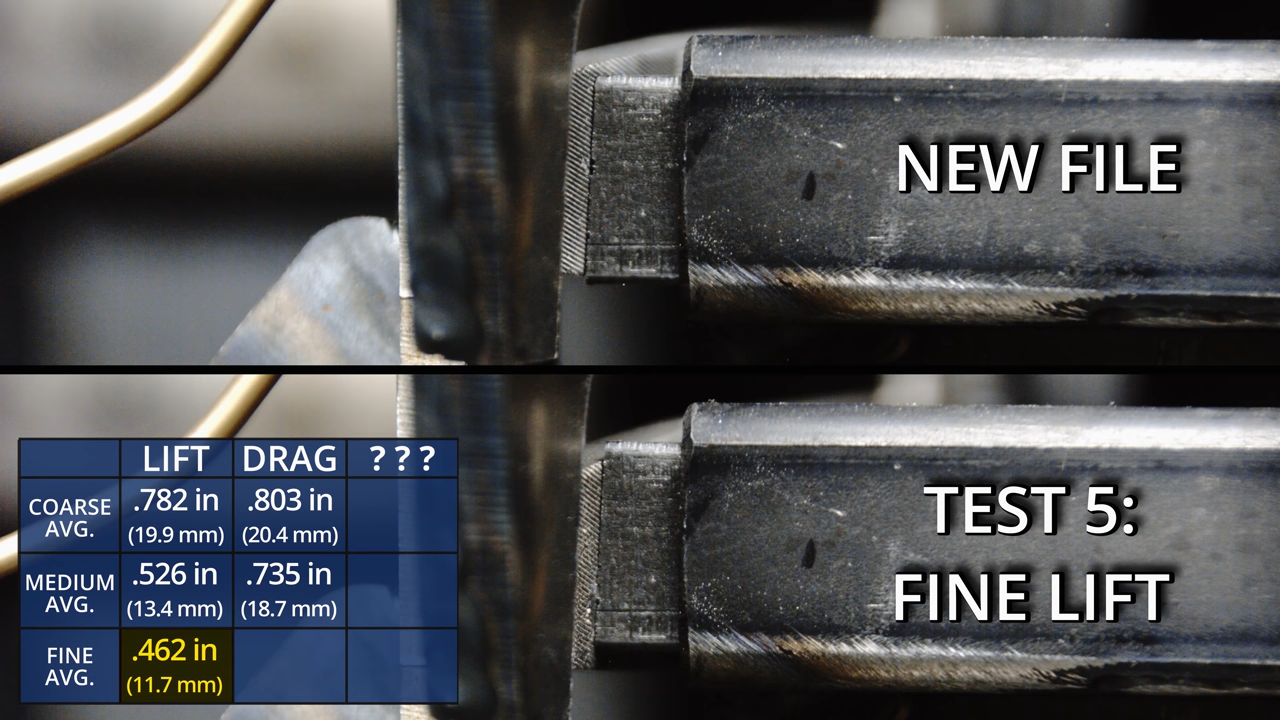 NEW FILE
LIFT DRAG ? ? ?
COARSE AVG. .782 in (19.9 mm) .803 in (20.4 mm)
MEDIUM AVG. .526 in (13.4 mm) .735 in (18.7 mm)
FINE AVG. .462 in (11.7 mm)
TEST 5:
FINE LIFT